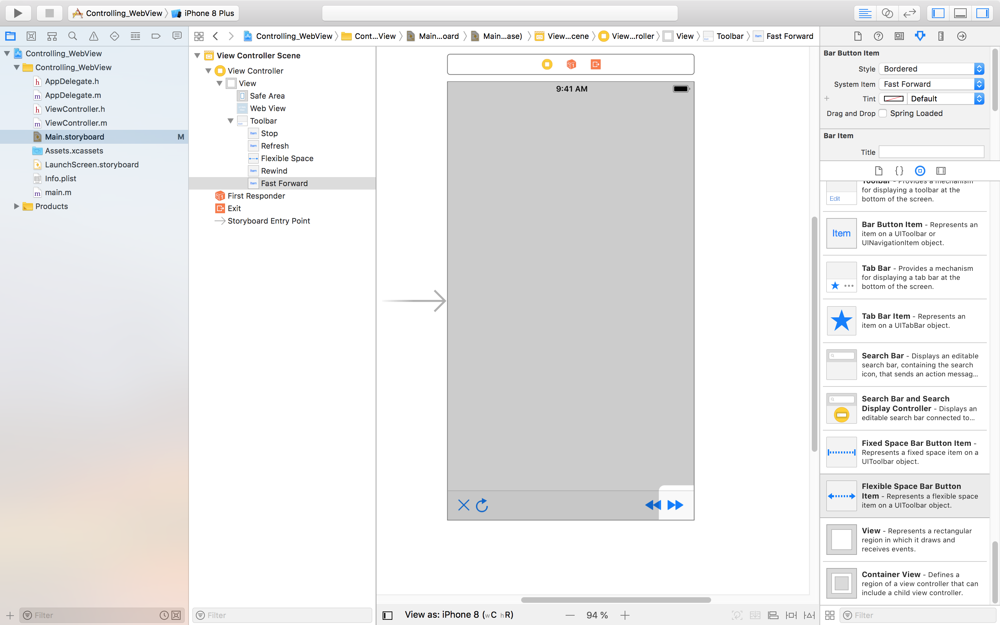 Controlling_WebView
iPhone 8 Plus
Controlling_WebView
Cont...View
Main...oard
Main...ase)
View...cene
View...roller
View
Toolbar
Item
Fast Forward
Controlling_WebView
Controlling_WebView
AppDelegate.h
AppDelegate.m
ViewController.h
ViewController.m
Main.storyboard
M
Assets.xcassets
LaunchScreen.storyboard
Info.plist
main.m
Products
Filter
View Controller Scene
View Controller
View
Safe Area
Web View
Toolbar
Item Stop
Item Refresh
Flexible Space
Item Rewind
Item Fast Forward
First Responder
Exit
Storyboard Entry Point
Filter
9:41 AM
View as: iPhone 8 (wC hR)
94 %
Bar Button Item
Style Bordered
System Item Fast Forward
Tint Default
Drag and Drop Spring Loaded
Bar Item
Title
Toolbar - Provides a mechanism
for displaying a toolbar at the
bottom of the screen.
Edit
Item
Bar Button Item - Represents an
item on a UIToolbar or
UINavigationItem object.
Tab Bar - Provides a mechanism
for displaying a tab bar at the
bottom of the screen.
Tab Bar Item - Represents an
item on a UITabBar object.
Search Bar - Displays an editable
search bar, containing the search
icon, that sends an action messag...
Search Bar and Search
Display Controller - Displays an
editable search bar connected to...
Fixed Space Bar Button Item -
Represents a fixed space item on a
UIToolbar object.
Flexible Space Bar Button
Item - Represents a flexible space
item on a UIToolbar object.
View - Represents a rectangular
region in which it draws and
receives events.
Container View - Defines a
region of a view controller that can
include a child view controller.
Filter